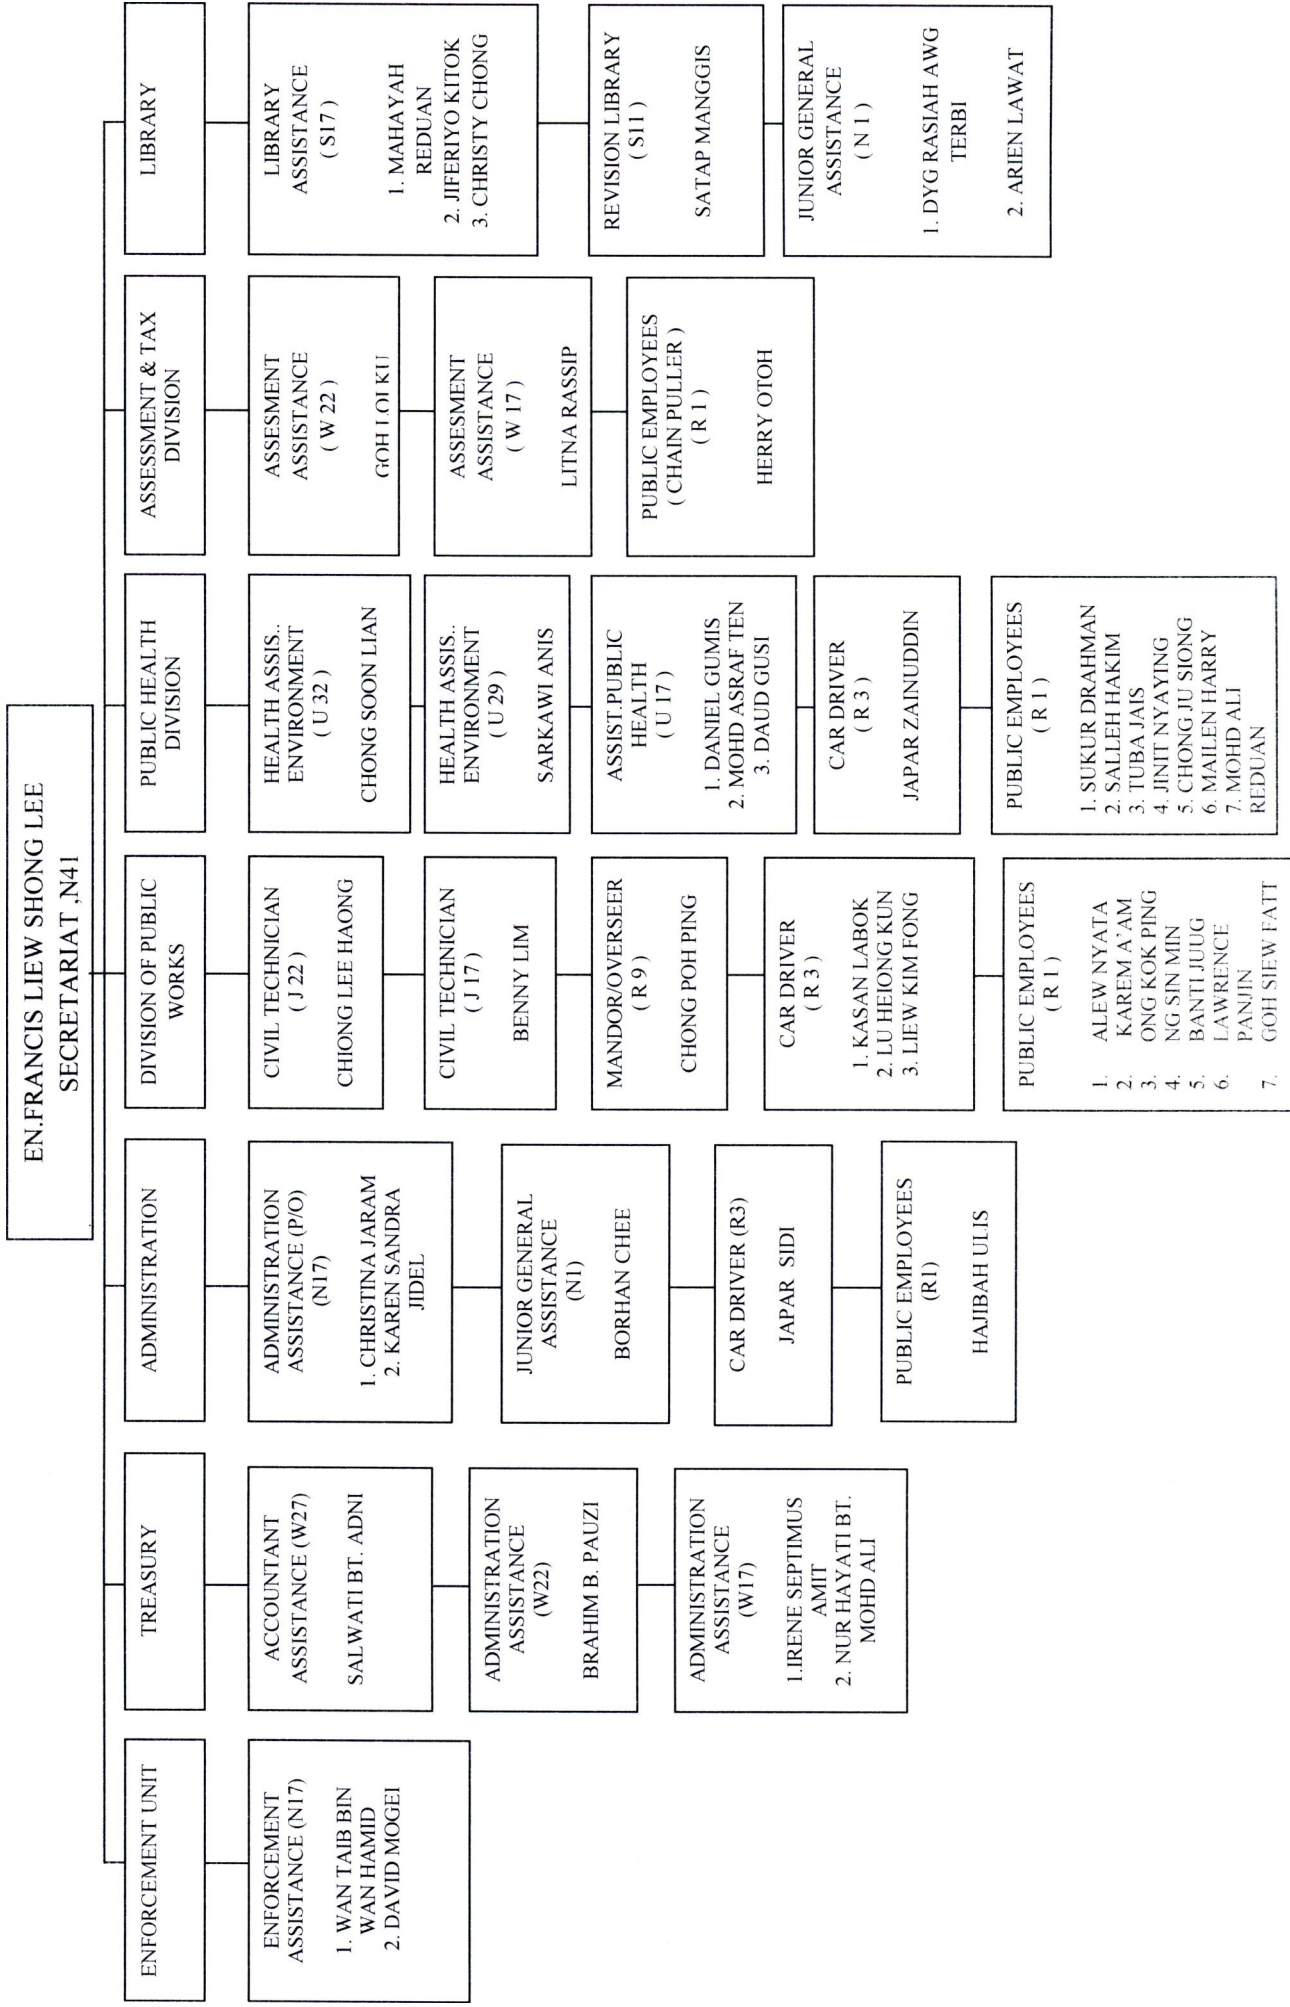 EN.FRANCIS LIEW SHONG LEE
SECRETARIAT ,N41
ENFORCEMENT UNIT
ENFORCEMENT
ASSISTANCE (N17)
1. WAN TAIB BIN
WAN HAMID
2. DAVID MOGEI
TREASURY
ACCOUNTANT
ASSISTANCE (W27)
SALWATI BT. ADNI
ADMINISTRATION
ASSISTANCE
(W22)
BRAHIM B. PAUZI
ADMINISTRATION
ASSISTANCE
(W17)
1.IRENE SEPTIMUS
AMIT
2. NUR HAYATI BT.
MOHD ALI
ADMINISTRATION
ADMINISTRATION
ASSISTANCE (P/O)
(N17)
1. CHRISTINA JARAM
2. KAREN SANDRA
JIDEL
JUNIOR GENERAL
ASSISTANCE
(N1)
BORHAN CHEE
CAR DRIVER (R3)
JAPAR SIDI
PUBLIC EMPLOYEES
(R1)
HAJIBAH ULIS
DIVISION OF PUBLIC
WORKS
CIVIL TECHNICIAN
( J 22 )
CHIONG LEE HAONG
CIVIL TECHNICIAN
( J 17 )
BENNY LIM
MANDOR/OVERSEER
( R 9 )
CHONG POH PING
CAR DRIVER
( R 3 )
1. KASAN LABOK
2. LU HEIONG KUN
3. LIEW KIM FONG
PUBLIC EMPLOYEES
( R 1 )
1. ALEW NYATA
2. KAREM A'AM
3. ONG KOK PING
4. NG SIN MIN
5. BANTI JUUG
6. LAWRENCE
PANJIN
7. GOH SIEW FATT
PUBLIC HEALTH
DIVISION
HEALTH ASSIS..
ENVIRONMENT
( U 32 )
CHONG SOON LIAN
HEALTH ASSIS..
ENVIRONMENT
( U 29 )
SARKAWI ANIS
ASSIST.PUBLIC
HEALTH
( U 17 )
1. DANIEL GUMIS
2. MOHD ASRAF TEN
3. DAUD GUSI
CAR DRIVER
( R 3 )
JAPAR ZAINUDDIN
PUBLIC EMPLOYEES
( R 1 )
1. SUKUR DRAHMAN
2. SALLEH HAKIM
3. TUBA JAIS
4. JINIT NYAYING
5. CHONG JU SIONG
6. MAILEN HARRY
7. MOHD ALI
REDUAN
ASSESSMENT & TAX
DIVISION
ASSESMENT
ASSISTANCE
( W 22 )
GOH LOI KU
ASSESMENT
ASSISTANCE
( W 17 )
LITNA RASSIP
PUBLIC EMPLOYEES
( CHAIN PULLER )
( R 1 )
HERRY OTOH
LIBRARY
LIBRARY
ASSISTANCE
( S17 )
1. MAHAYAH
REDUAN
2. JIFERIYO KITOK
3. CHRISTY CHONG
REVISION LIBRARY
( S11 )
SATAP MANGGIS
JUNIOR GENERAL
ASSISTANCE
( N 1 )
1. DYG RASIAH AWG
TERBI
2. ARIEN LAWAT